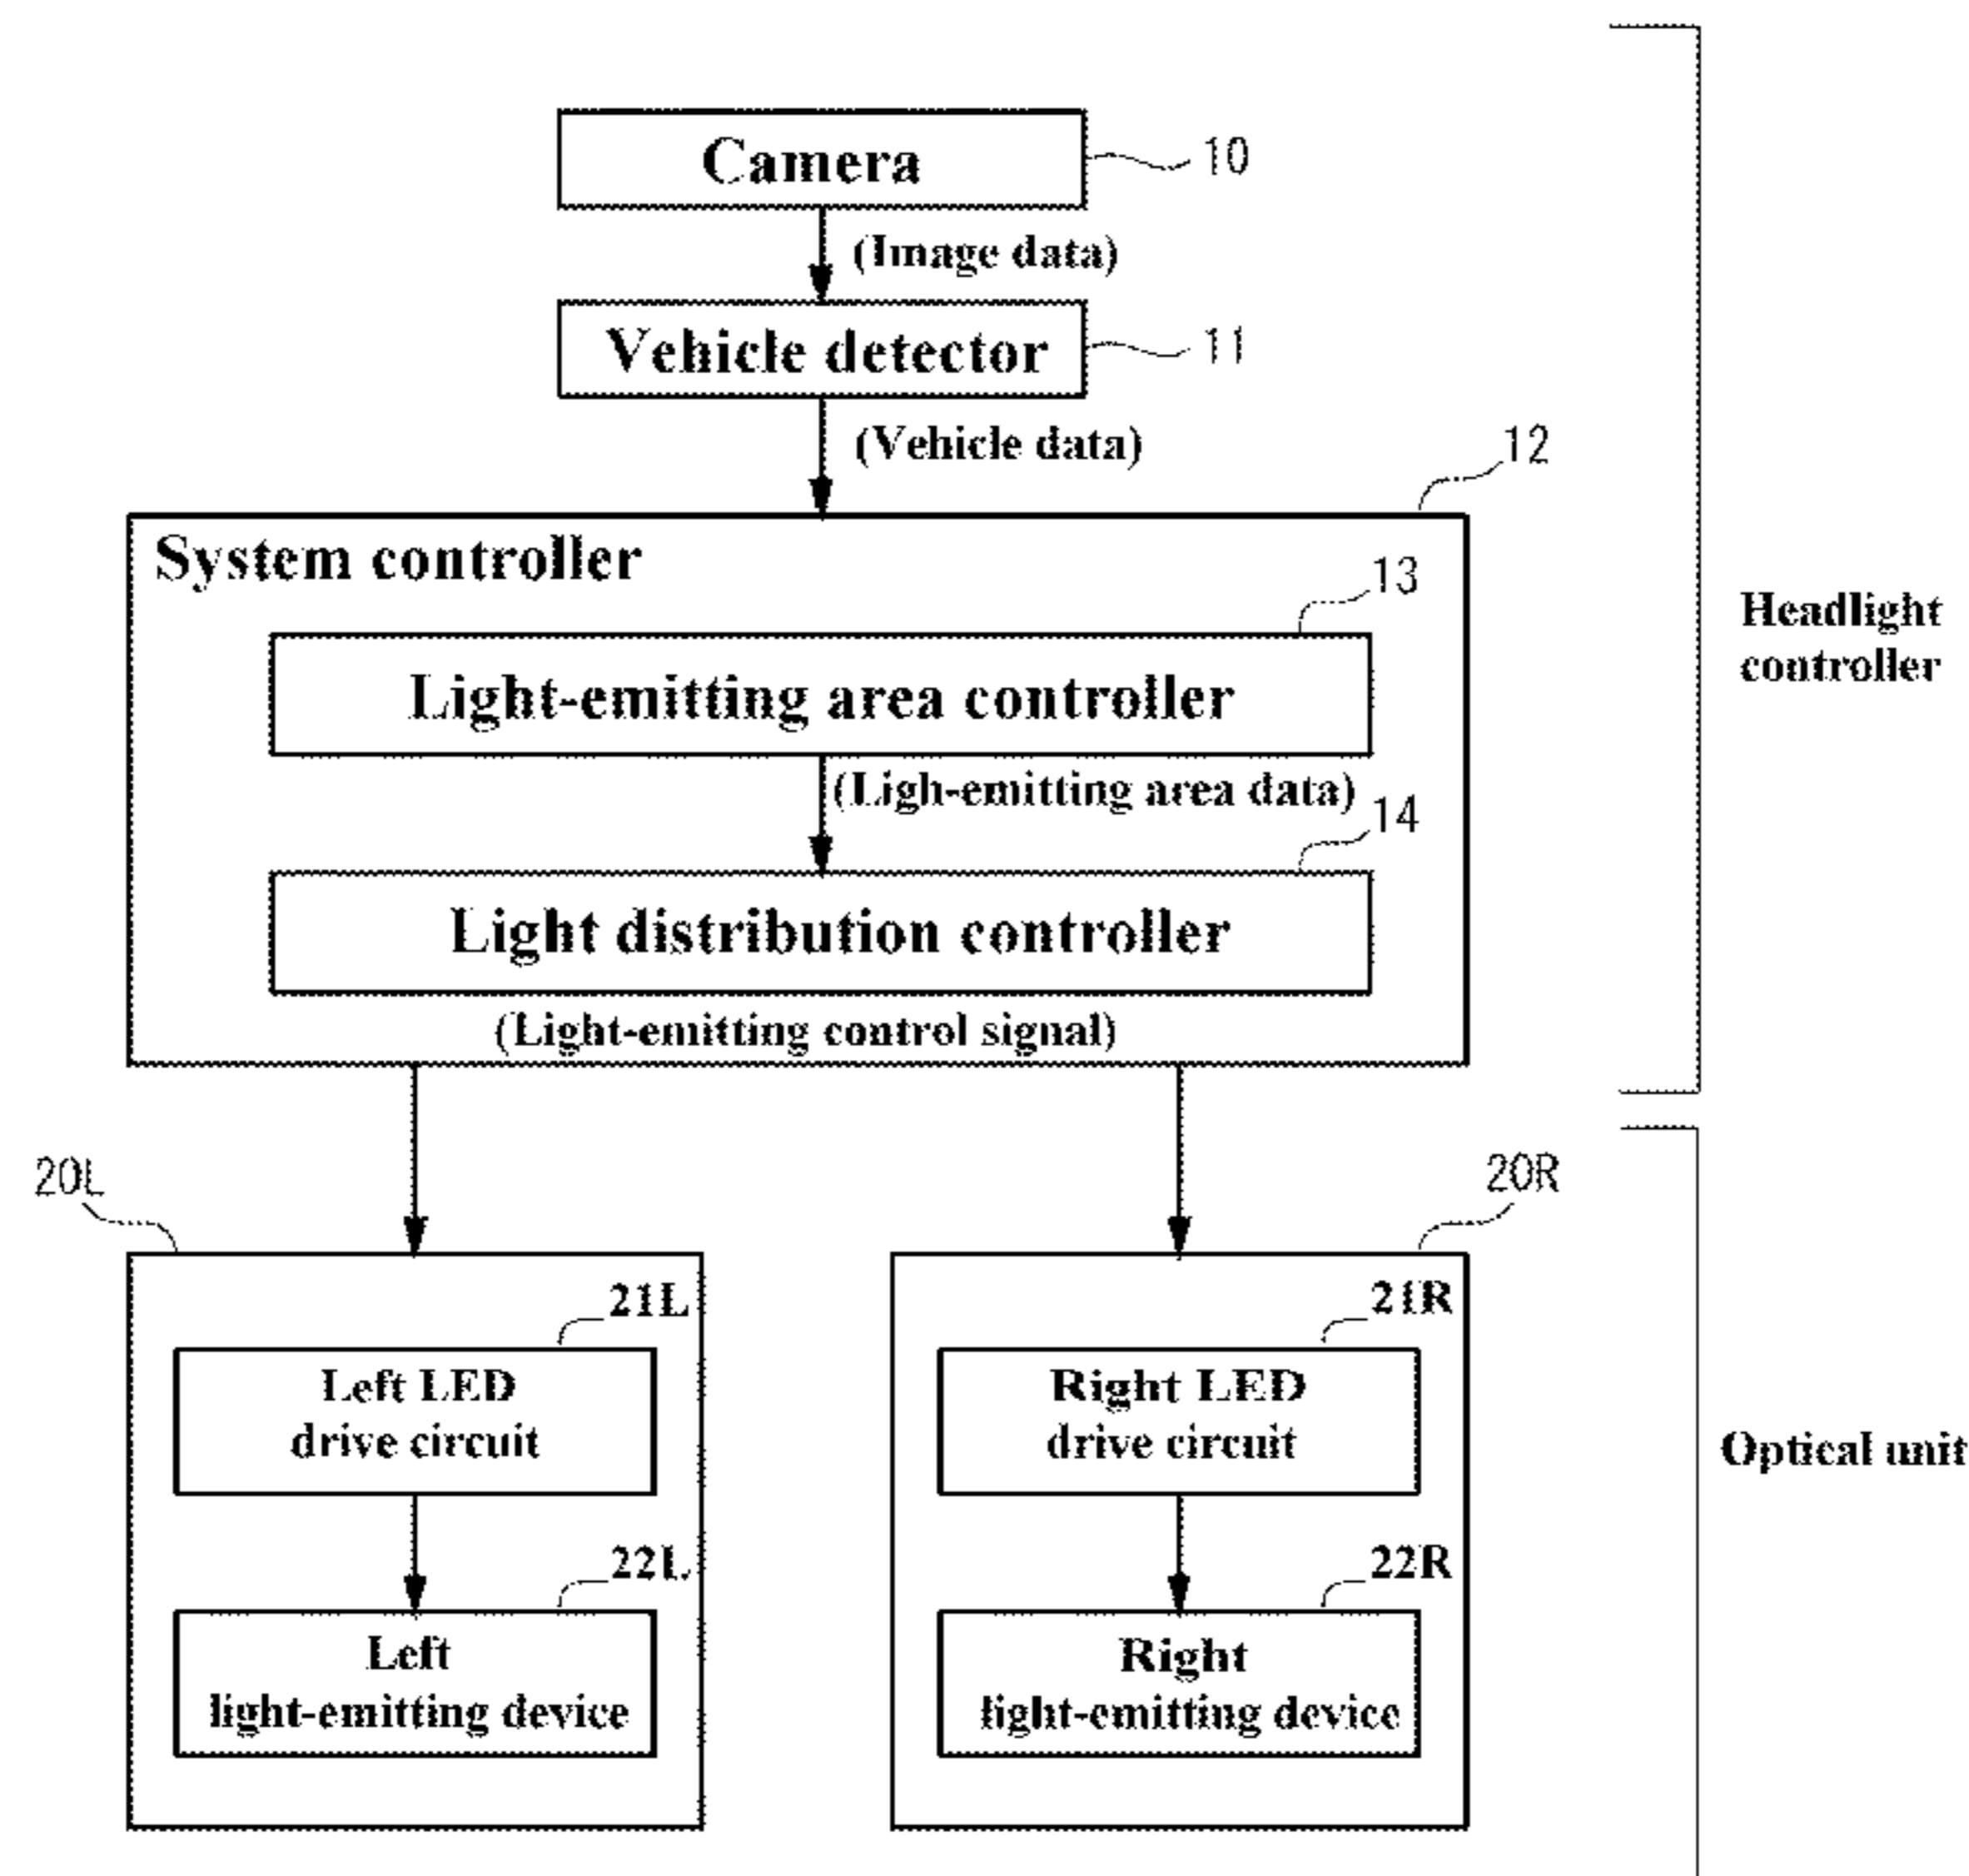 Camera
10
(Image data)
Vehicle detector
11
(Vehicle data)
12
System controller
13
Light-emitting area controller
(Ligh-emitting area data)
14
Light distribution controller
(Light-emitting control signal)
Headlight
controller
20L
20R
21L
Left LED
drive circuit
21R
Right LED
drive circuit
22L
Left
light-emitting device
22R
Right
light-emitting device
Optical unit